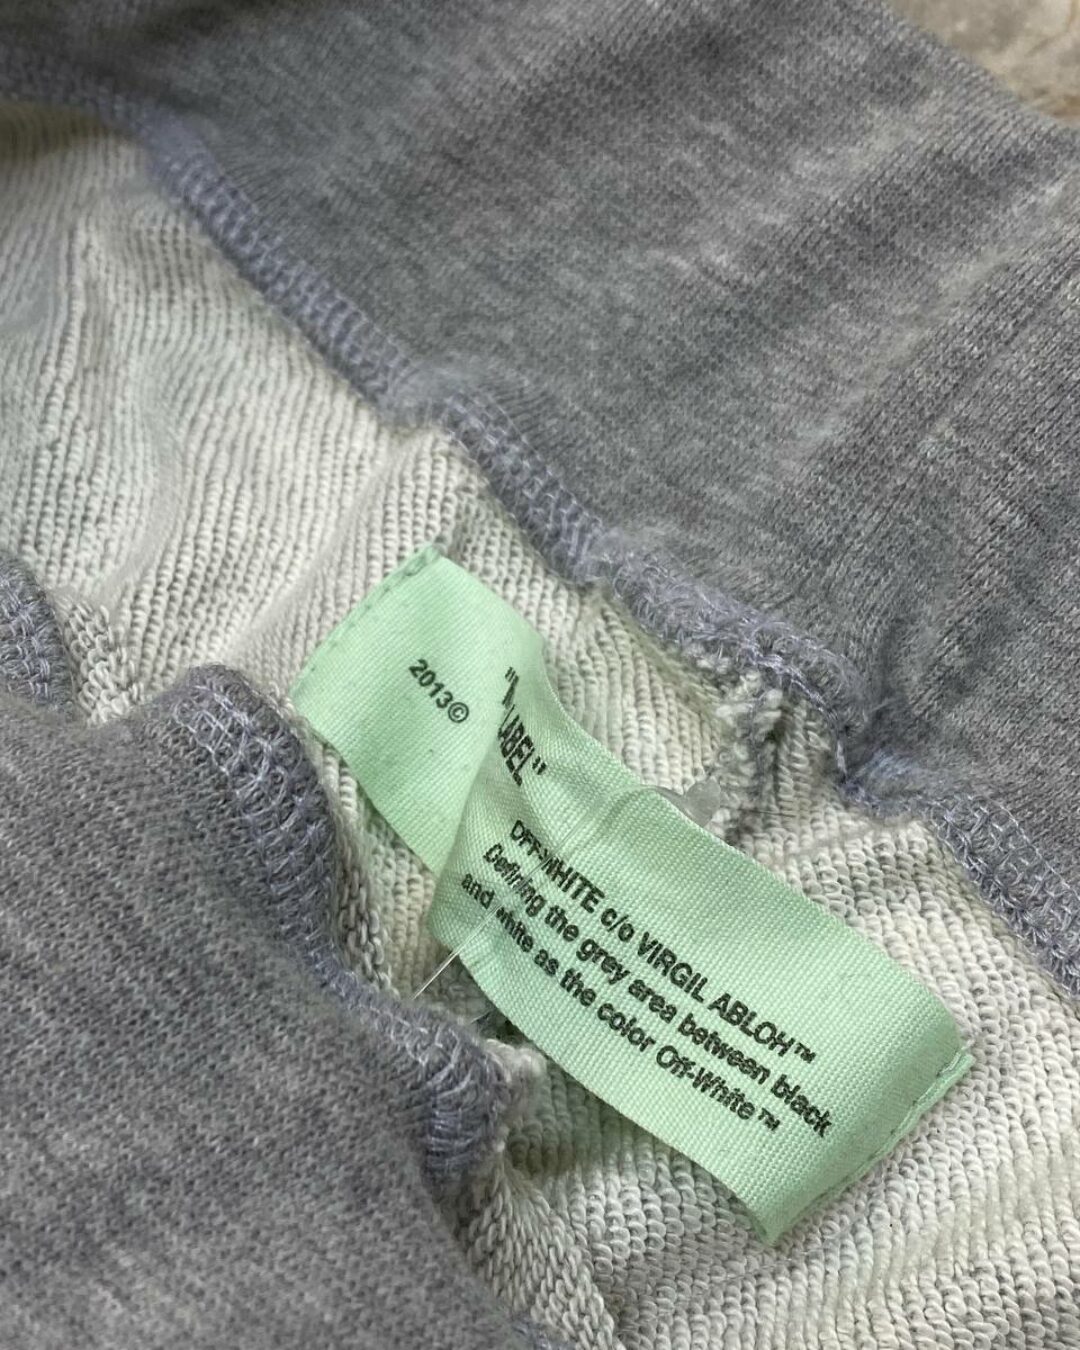 2013©
LABEL"
OFF-WHITE c/o VIRGIL ABLOH™
Defining the grey area between black
and white as the color Off-White™